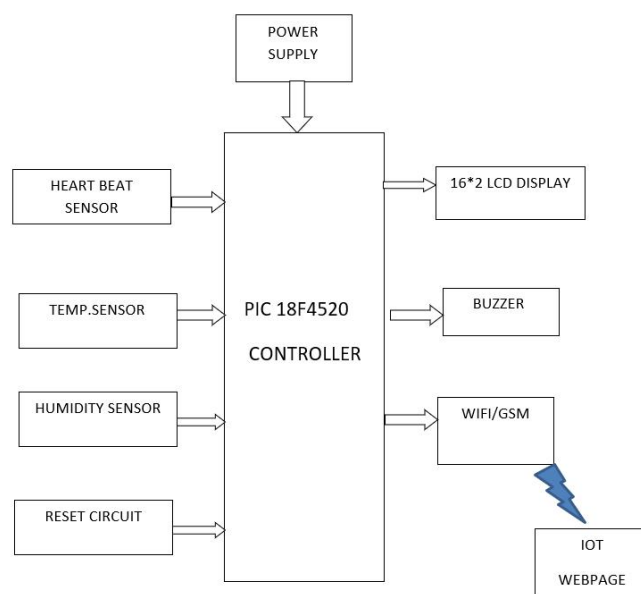 POWER
SUPPLY
HEART BEAT
SENSOR
16*2 LCD DISPLAY
TEMP.SENSOR
PIC 18F4520
CONTROLLER
BUZZER
HUMIDITY SENSOR
WIFI/GSM
RESET CIRCUIT
IOT
WEBPAGE